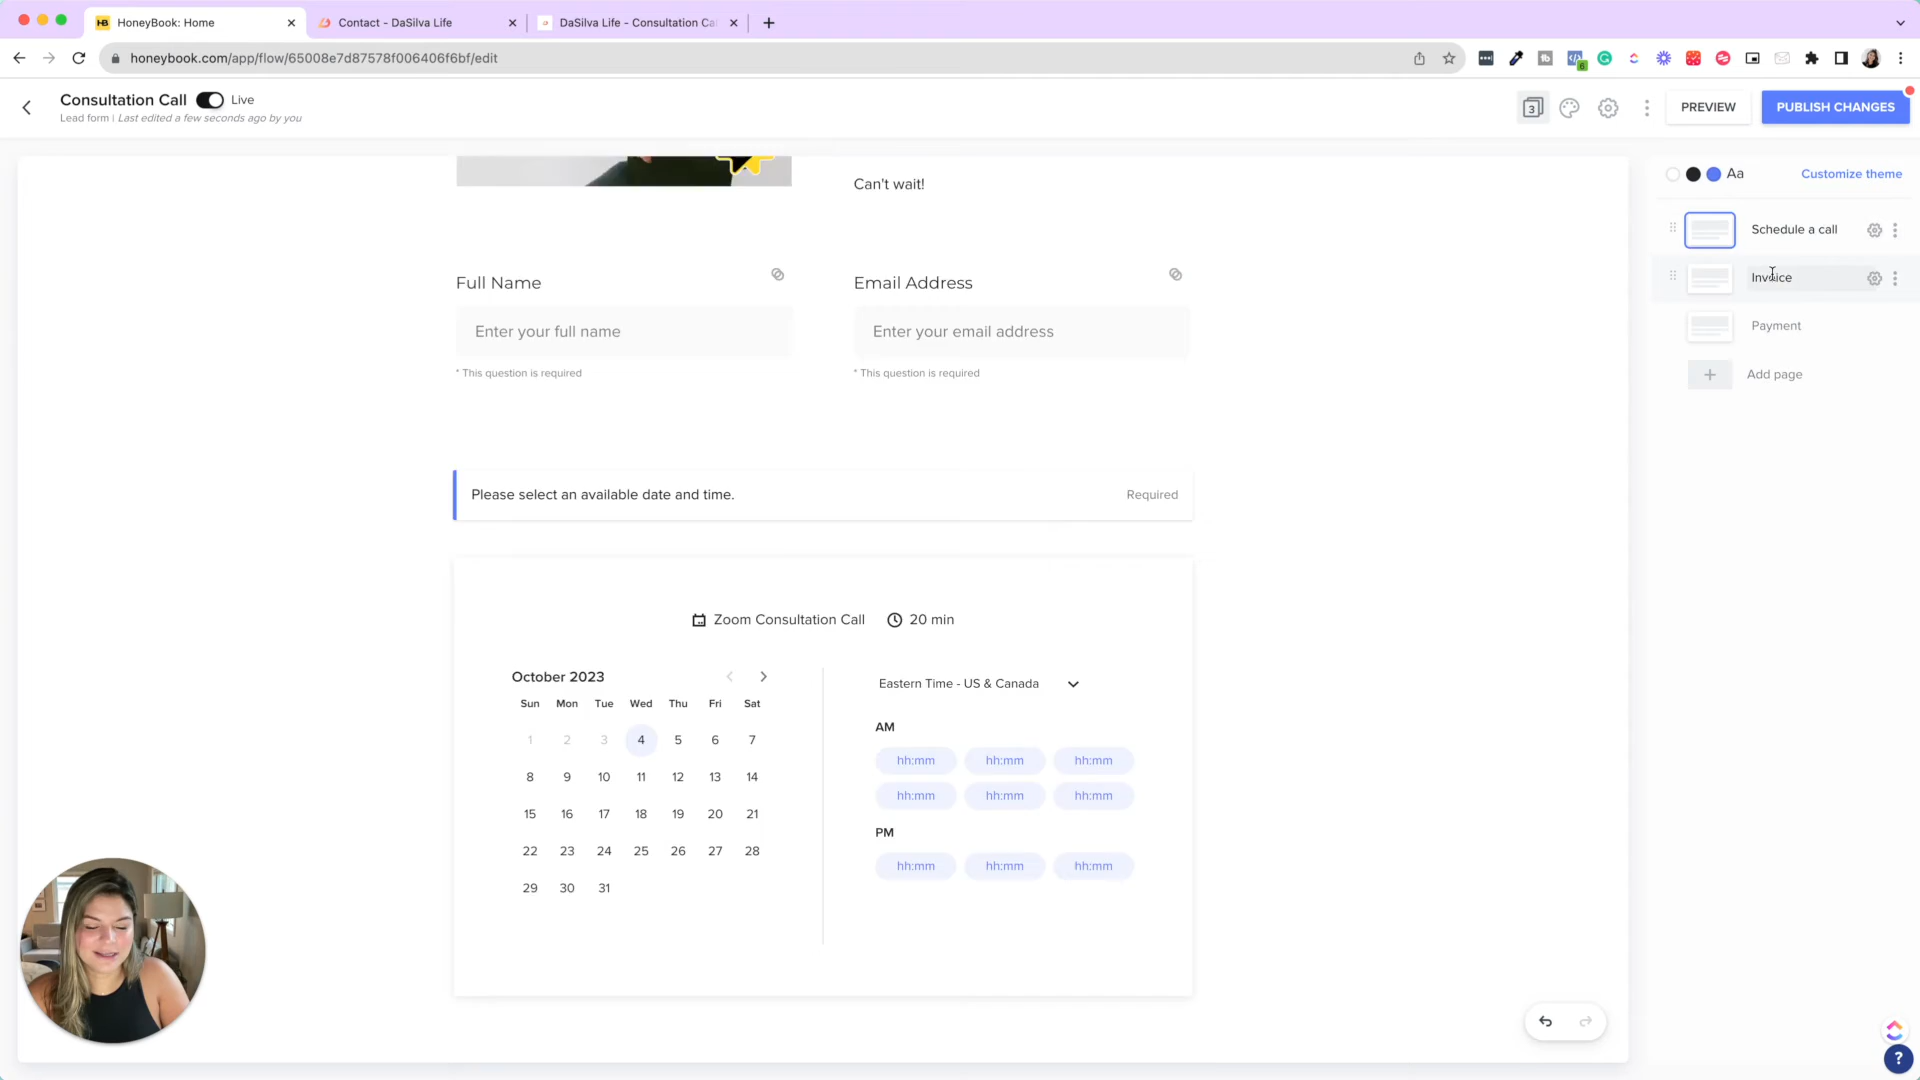 HB HoneyBook: Home
Contact - DaSilva Life
DaSilva Life - Consultation Ca
honeybook.com/app/flow/65008e7d87578f006406f6bf/edit
6
Consultation Call
Live
Lead form | Last edited a few seconds ago by you
3
PREVIEW
PUBLISH CHANGES
Aa
Customize theme
Schedule a call
Invoice
Payment
Add page
Can't wait!
Full Name
Email Address
Enter your full name
Enter your email address
* This question is required
* This question is required
Please select an available date and time.
Required
Zoom Consultation Call
20 min
October 2023
Sun Mon Tue Wed Thu Fri Sat
1 2 3 4 5 6 7
8 9 10 11 12 13 14
15 16 17 18 19 20 21
22 23 24 25 26 27 28
29 30 31
Eastern Time - US & Canada
AM
hh:mm hh:mm hh:mm
hh:mm hh:mm hh:mm
PM
hh:mm hh:mm hh:mm
?